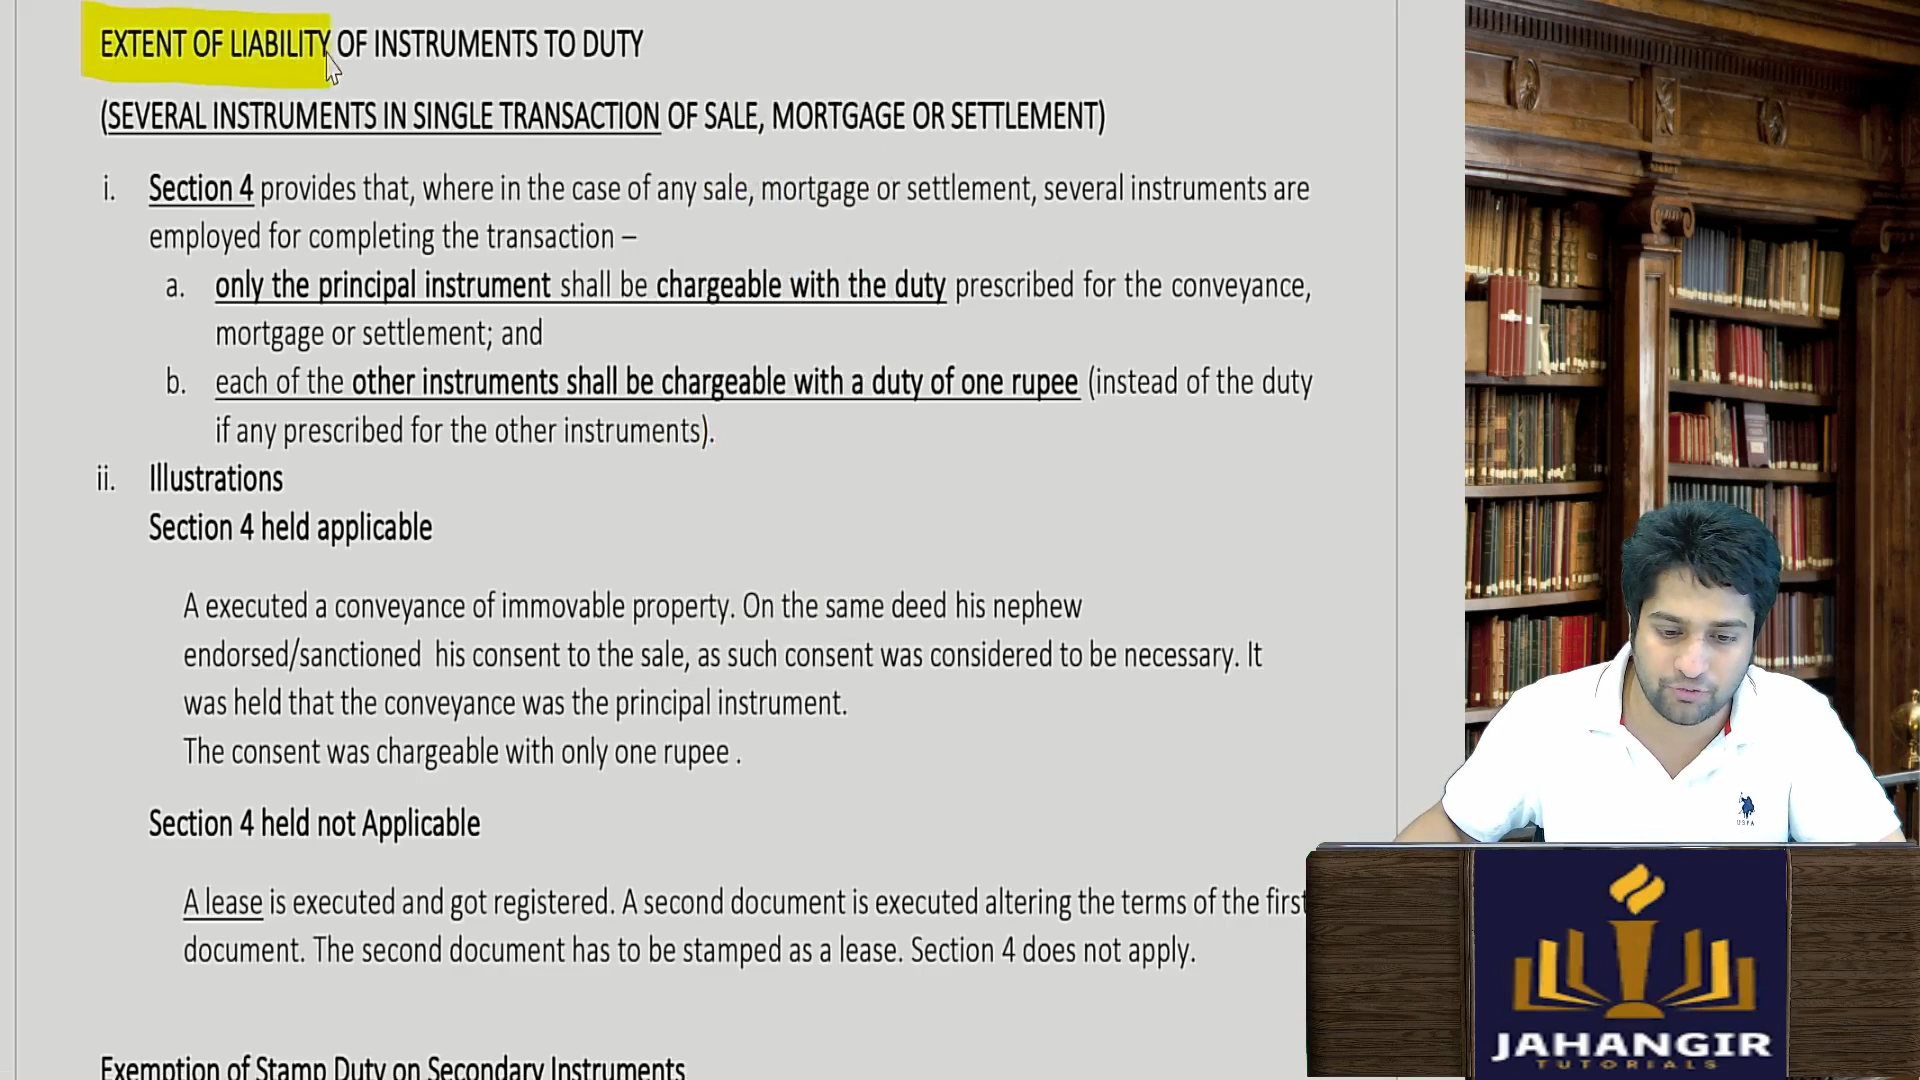 EXTENT OF LIABILITY OF INSTRUMENTS TO DUTY
(SEVERAL INSTRUMENTS IN SINGLE TRANSACTION OF SALE, MORTGAGE OR SETTLEMENT)
i. Section 4 provides that, where in the case of any sale, mortgage or settlement, several instruments are
employed for completing the transaction –
a. only the principal instrument shall be chargeable with the duty prescribed for the conveyance,
mortgage or settlement; and
b. each of the other instruments shall be chargeable with a duty of one rupee (instead of the duty
if any prescribed for the other instruments).
ii. Illustrations
Section 4 held applicable
A executed a conveyance of immovable property. On the same deed his nephew
endorsed/sanctioned his consent to the sale, as such consent was considered to be necessary. It
was held that the conveyance was the principal instrument.
The consent was chargeable with only one rupee .
Section 4 held not Applicable
A lease is executed and got registered. A second document is executed altering the terms of the first
document. The second document has to be stamped as a lease. Section 4 does not apply.
Exemption of Stamp Duty on Secondary Instruments
USPA
JAHANGIR
TUTORIALS